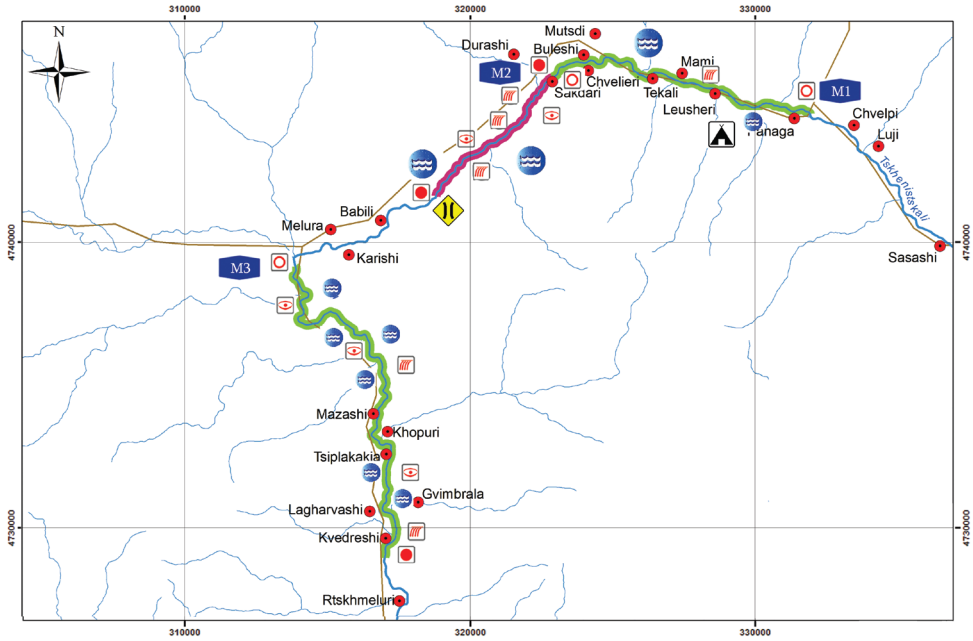 310000
320000
330000
N
Mutsdi
Durashi
Buleshi
M2
Mami
Chvelieri
Sakdari
Tekali
M1
Leusheri
Chvelpi
Panaga
Luji
Tskhenistskali
Babili
Melura
4740000
4740000
Karishi
Sasashi
M3
Mazashi
Khopuri
Tsiplakakia
Gvimbrala
Lagharvashi
4730000
4730000
Kvedreshi
Rtskhmeluri
310000
320000
330000